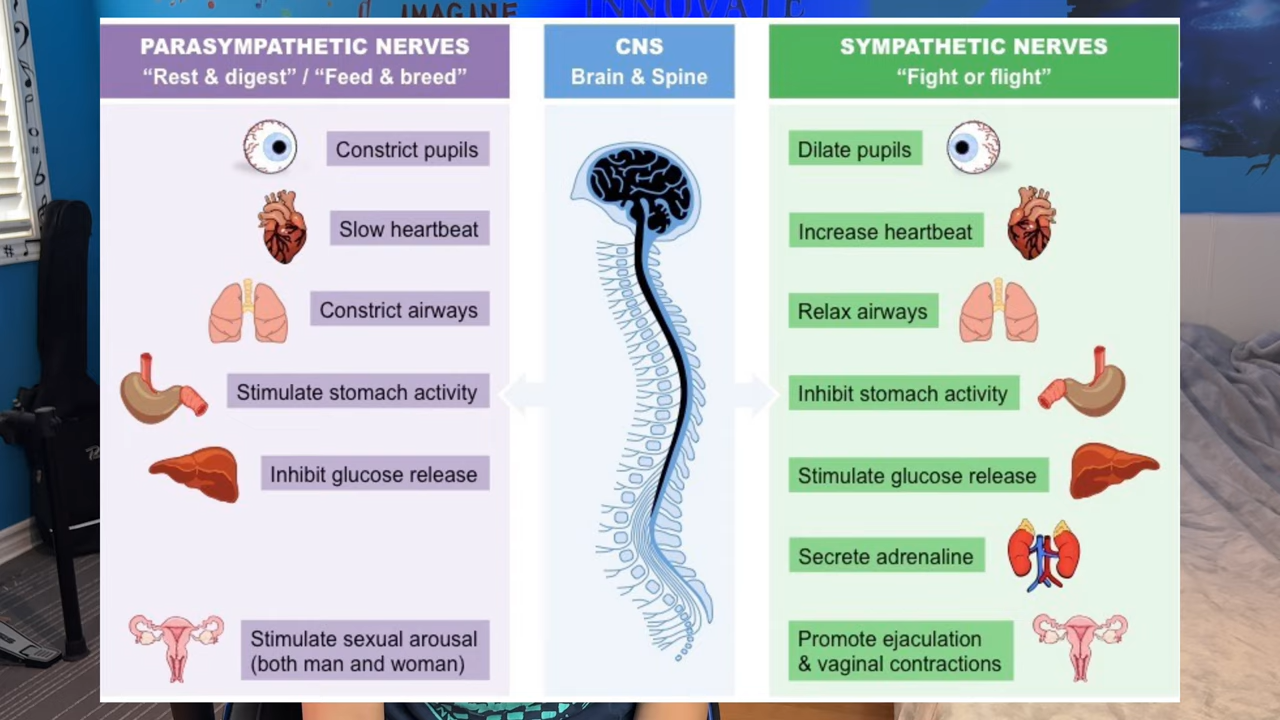 IMAGINE
INNOVATE
PARASYMPATHETIC NERVES
“Rest & digest” / “Feed & breed”
Constrict pupils
Slow heartbeat
Constrict airways
Stimulate stomach activity
Inhibit glucose release
Stimulate sexual arousal
(both man and woman)
CNS
Brain & Spine
SYMPATHETIC NERVES
“Fight or flight”
Dilate pupils
Increase heartbeat
Relax airways
Inhibit stomach activity
Stimulate glucose release
Secrete adrenaline
Promote ejaculation
& vaginal contractions